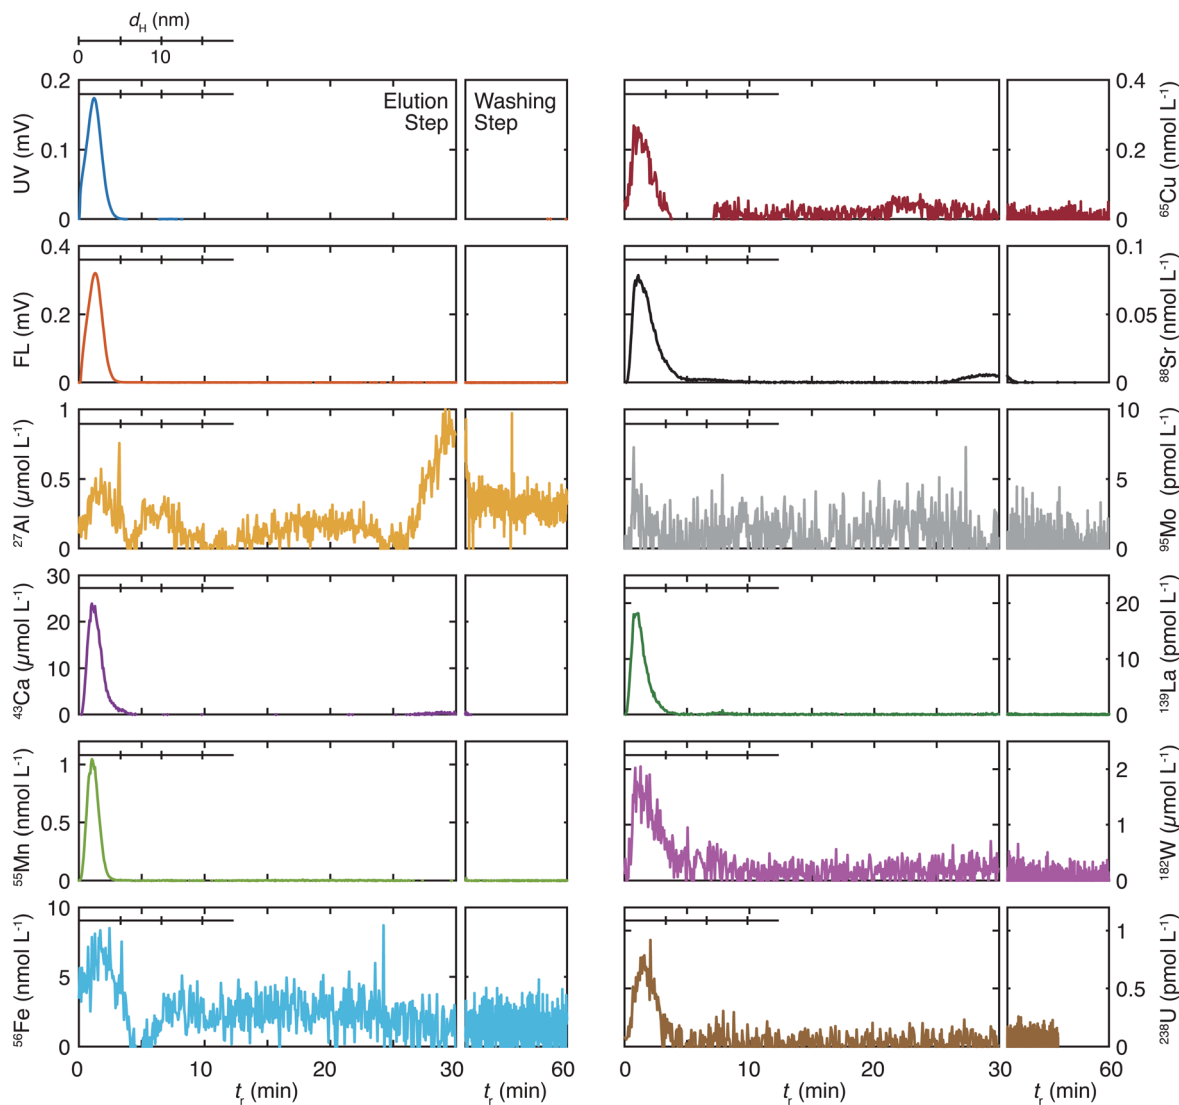 dH (nm)
0 10
0.2
0.1
0
UV (mV)
Elution
Step
Washing
Step
0.4
0.2
0
65Cu (nmol L-1)
0.4
0.2
0
FL (mV)
0.1
0.05
0
88Sr (nmol L-1)
1
0.5
0
27Al (µmol L-1)
10
5
0
95Mo (pmol L-1)
30
20
10
0
43Ca (µmol L-1)
20
10
0
139La (pmol L-1)
1
0.5
0
55Mn (nmol L-1)
2
1
0
182W (µmol L-1)
10
5
0
56Fe (nmol L-1)
1
0.5
0
238U (pmol L-1)
0 10 20 30 60
tr (min) tr (min)
0 10 20 30 60
tr (min) tr (min)